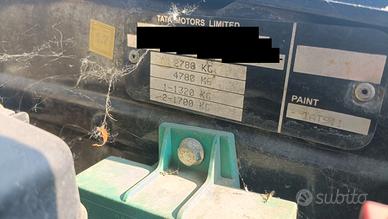 TATA MOTORS LIMITED
2780 KG
4780 KG
1-1320 KG
2-1700 KG
PAINT
subito